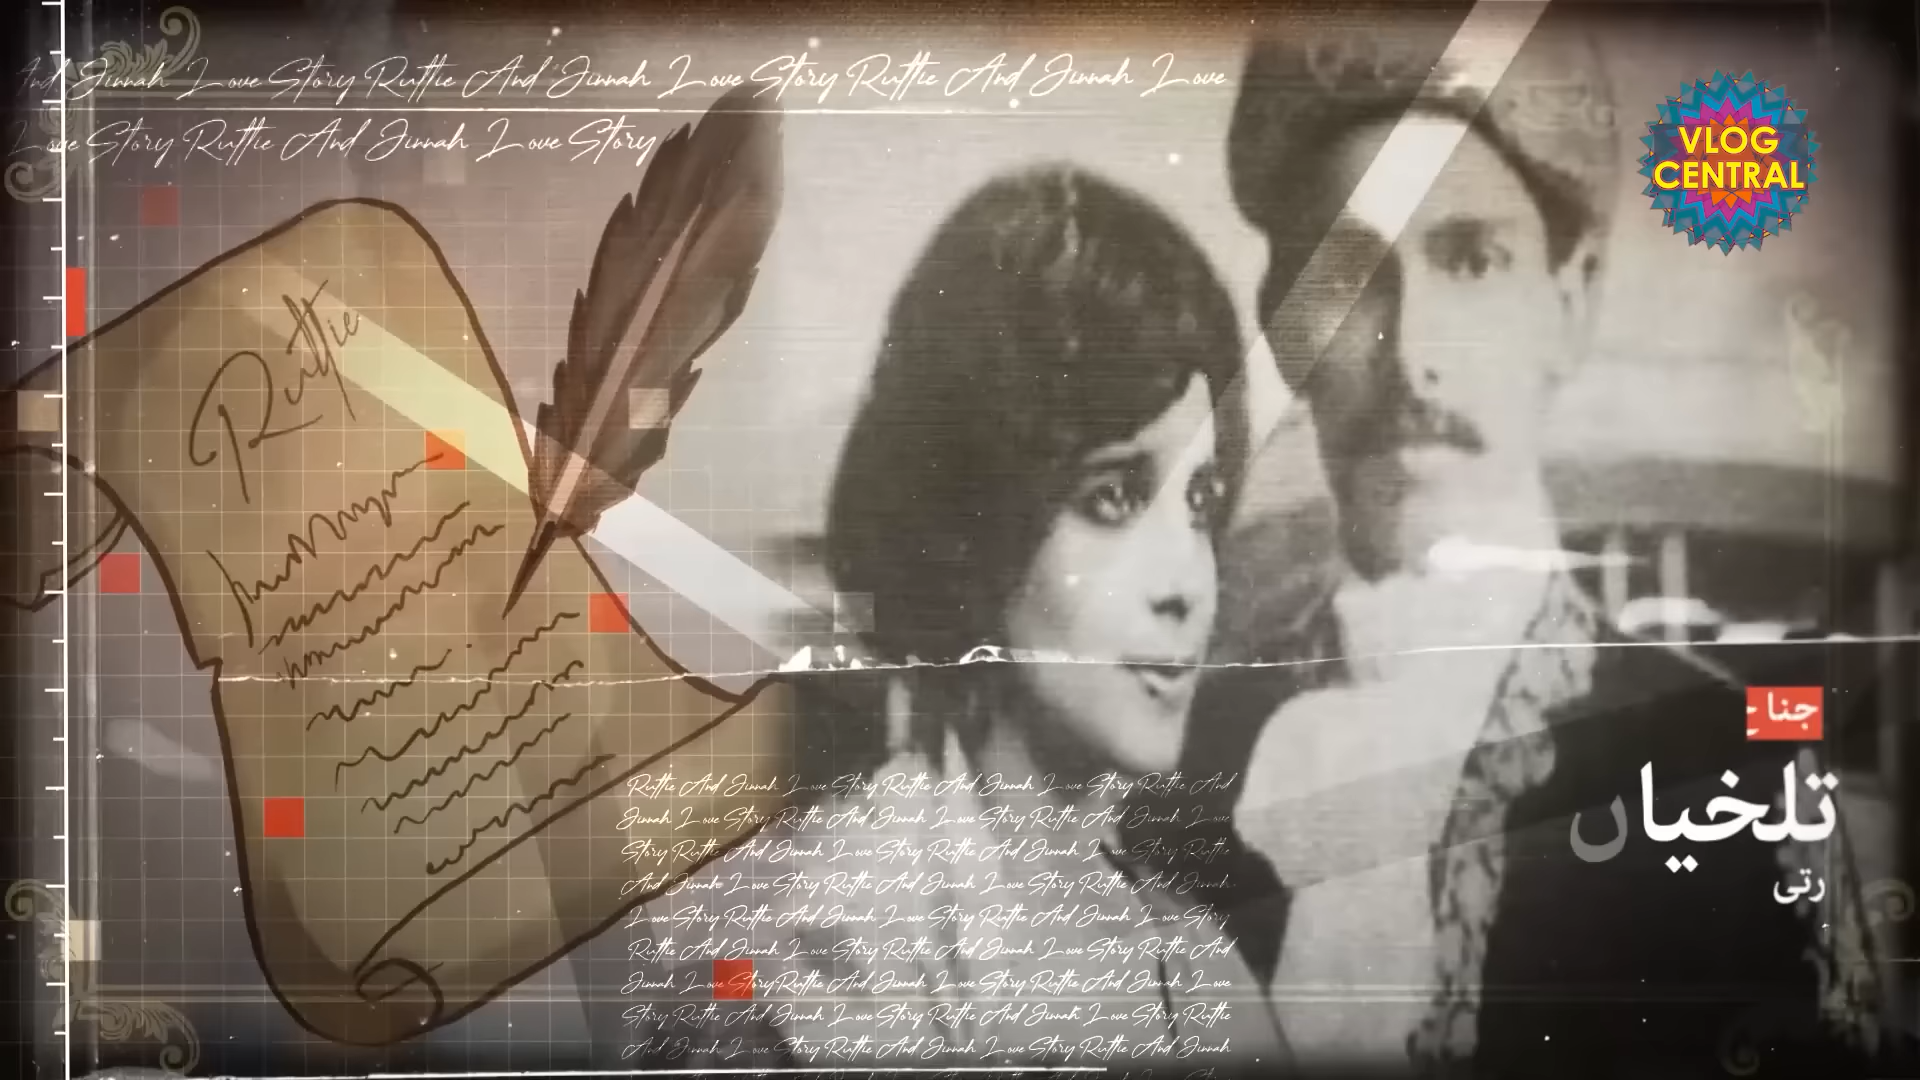 And Jinnah Love Story Ruttie And Jinnah Love Story Ruttie And Jinnah Love
Love Story Ruttie And Jinnah Love Story
VLOG
CENTRAL
Ruttie
جناح
تلخیاں
رتی
Ruttie And Jinnah Love Story Ruttie And Jinnah Love Story Ruttie And
Jinnah Love Story Ruttie And Jinnah Love Story Ruttie And Jinnah Love
Story Ruttie And Jinnah Love Story Ruttie And Jinnah Love Story Ruttie
And Jinnah Love Story Ruttie And Jinnah Love Story Ruttie And Jinnah
Love Story Ruttie And Jinnah Love Story Ruttie And Jinnah Love Story
Ruttie And Jinnah Love Story Ruttie And Jinnah Love Story Ruttie And
Jinnah Love Story Ruttie And Jinnah Love Story Ruttie And Jinnah Love
Story Ruttie And Jinnah Love Story Ruttie And Jinnah Love Story Ruttie
And Jinnah Love Story Ruttie And Jinnah Love Story Ruttie And Jinnah